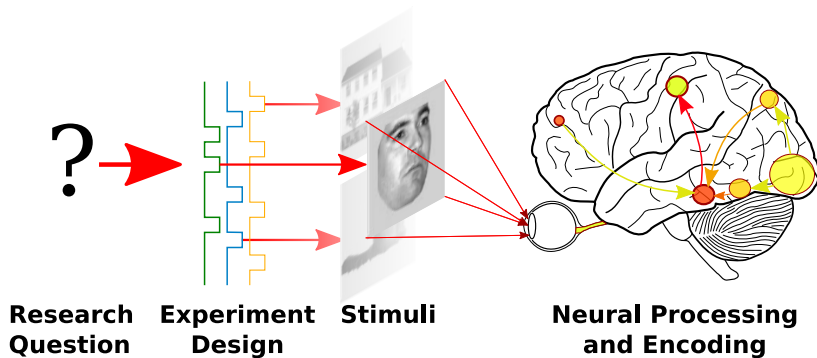 ?
Research Question
Experiment Design
Stimuli
Neural Processing and Encoding